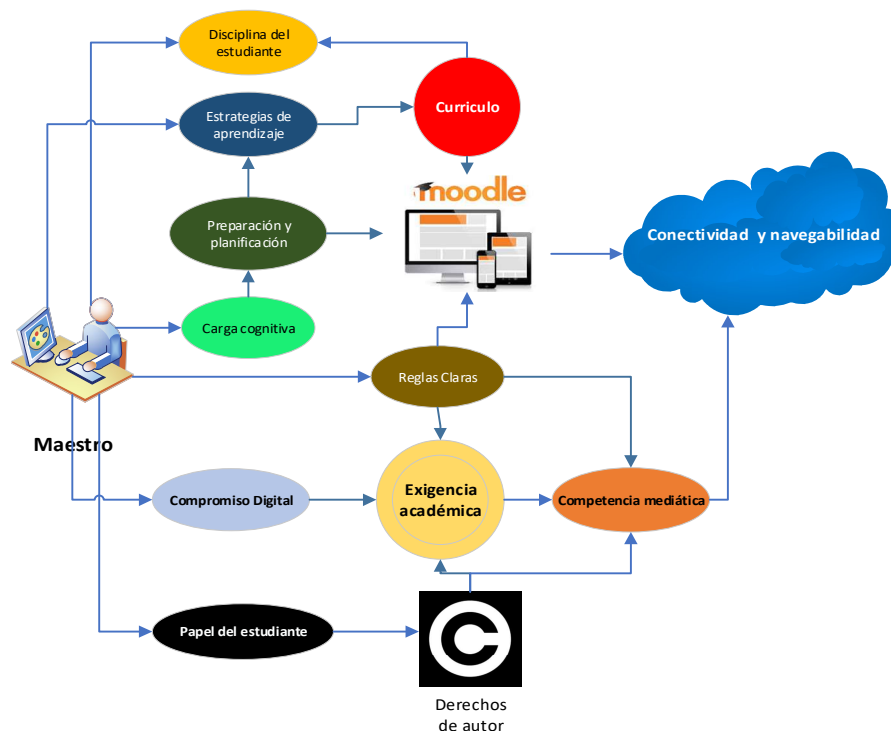 Disciplina del
estudiante
Estrategias de
aprendizaje
Curriculo
moodle
Preparación y
planificación
Conectividad y navegabilidad
Carga cognitiva
Reglas Claras
Maestro
Compromiso Digital
Exigencia
académica
Competencia mediática
Papel del estudiante
C
Derechos
de autor